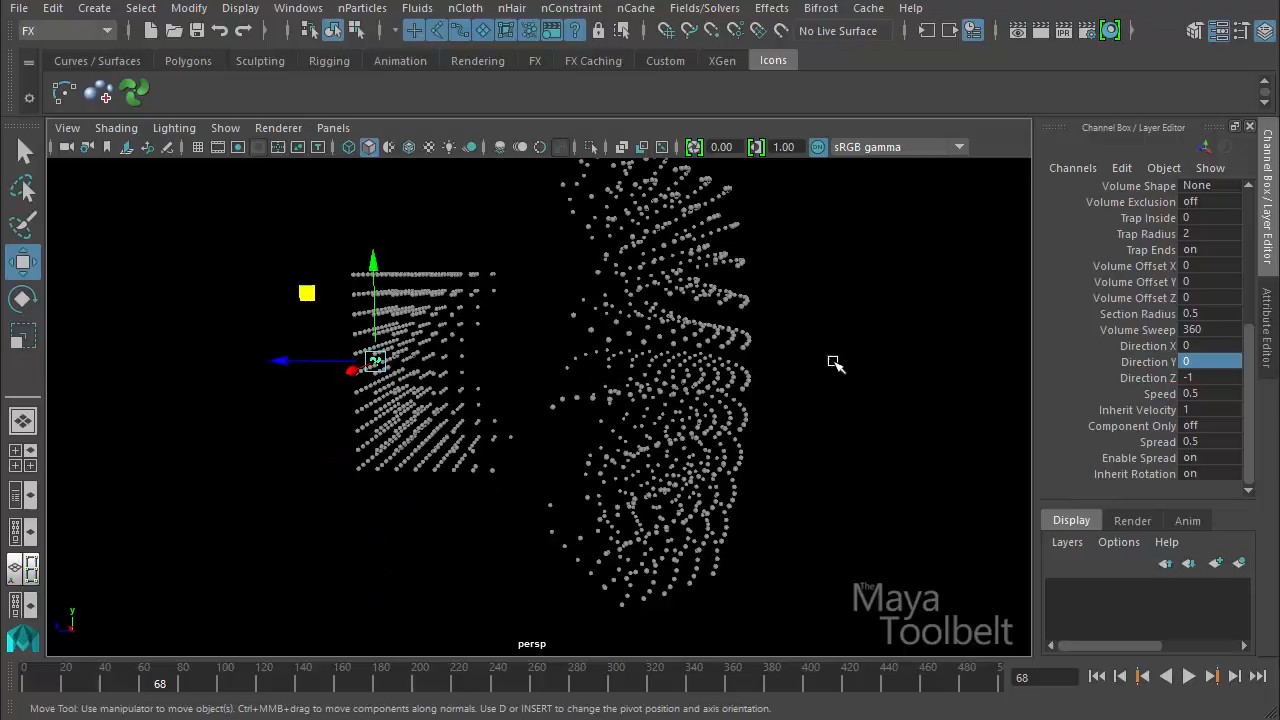 File Edit Create Select Modify Display Windows nParticles Fluids nCloth nHair nConstraint nCache Fields/Solvers Effects Bifrost Cache Help
FX
No Live Surface
IPR
Curves / Surfaces Polygons Sculpting Rigging Animation Rendering FX FX Caching Custom XGen Icons
View Shading Lighting Show Renderer Panels
0.00 1.00 ON sRGB gamma
Channel Box / Layer Editor
Channels Edit Object Show
Volume Shape None
Volume Exclusion off
Trap Inside 0
Trap Radius 2
Trap Ends on
Volume Offset X 0
Volume Offset Y 0
Volume Offset Z 0
Section Radius 0.5
Volume Sweep 360
Direction X 0
Direction Y 0
Direction Z -1
Speed 0.5
Inherit Velocity 1
Component Only off
Spread 0.5
Enable Spread on
Inherit Rotation on
Channel Box / Layer Editor
Attribute Editor
Display Render Anim
Layers Options Help
y
persp
The Maya
Toolbelt
0 20 40 60 80 100 120 140 160 180 200 220 240 260 280 300 320 340 360 380 400 420 440 460 480 50
68
68
Move Tool: Use manipulator to move object(s). Ctrl+MMB+drag to move components along normals. Use D or INSERT to change the pivot position and axis orientation.